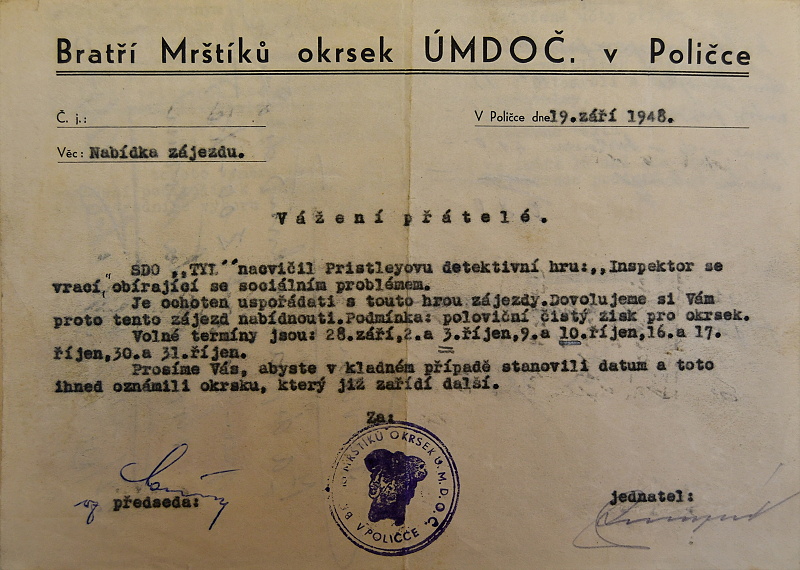 Bratří Mrštíků okrsek ÚMDOČ. v Poličce
Č. j.:
V Poličce dne 19.září 1948.
Věc: Nabídka zájezdu.
Vážení přátelé.
SDO ,,TYL´´ nacvičil Pristleyovu detektivní hru:,,Inspektor se
vrací,, obírající se sociálním problémem.
Je ochoten uspořádati s touto hrou zájezdy.Dovolujeme si Vám
proto tento zájezd nabídnouti.Podmínka: poloviční čistý zisk pro okrsek.
Volné termíny jsou: 28.září,2.a 3.říjen,9.a 10.říjen,16.a 17.
říjen,30.a 31.říjen.
Prosíme Vás, abyste v kladném případě stanovili datum a toto
ihned oznámili okrsku, který již zařídí další.
Za:
MRŠTÍKŮ OKRSEK Ú.M.D.O.Č. V POLIČCE
předseda:
jednatel: